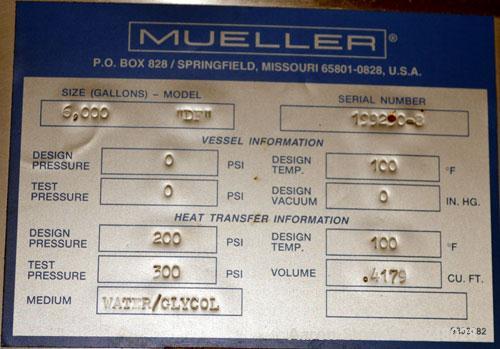 MUELLER®
P.O. BOX 828 / SPRINGFIELD, MISSOURI 65801-0828, U.S.A.
SIZE (GALLONS) - MODEL SERIAL NUMBER
6,000 "DF"
VESSEL INFORMATION
DESIGN PRESSURE 0 PSI DESIGN TEMP. 100 °F
TEST PRESSURE 0 PSI DESIGN VACUUM 0 IN. HG.
HEAT TRANSFER INFORMATION
DESIGN PRESSURE 200 PSI DESIGN TEMP. 100 °F
TEST PRESSURE 300 PSI VOLUME .4179 CU. FT.
MEDIUM WATER/GLYCOL